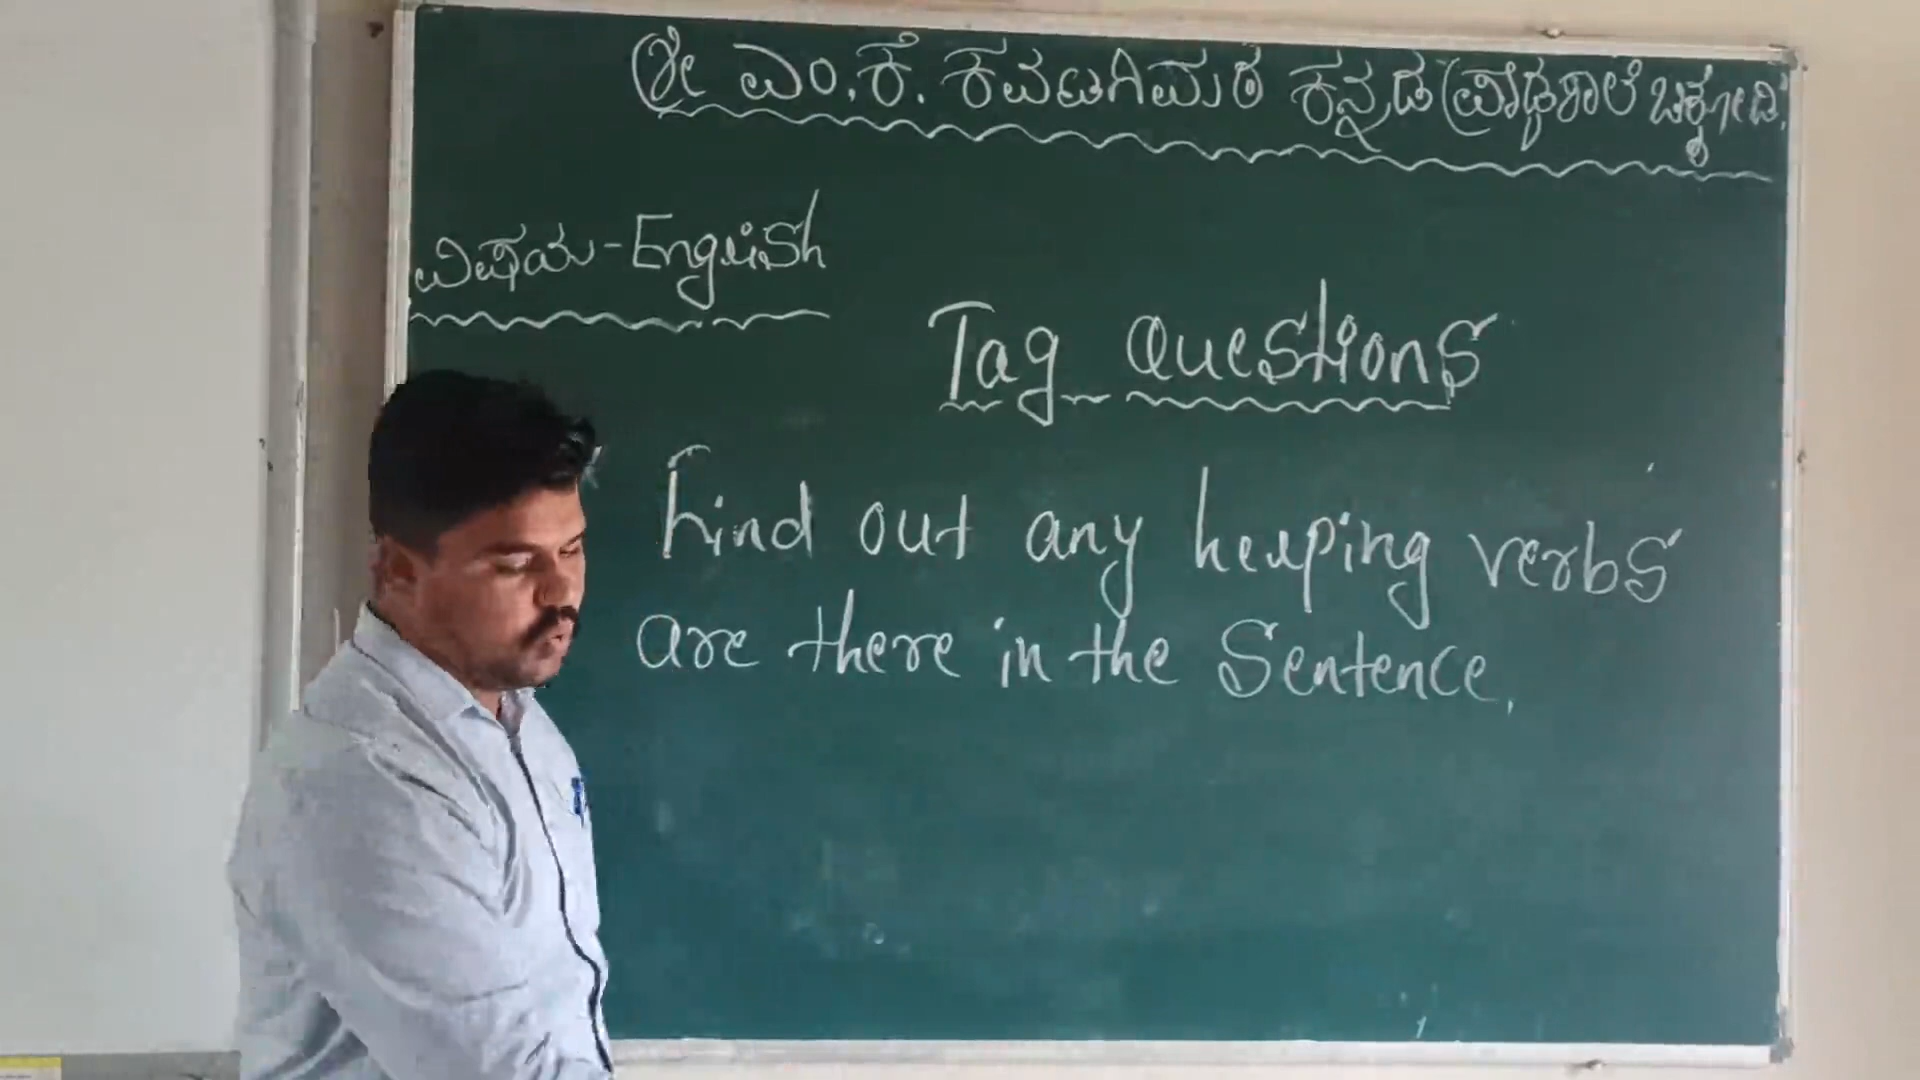 ಶ್ರೀ ಎಂ.ಕೆ. ಕವಟಗಿಮಠ ಕನ್ನಡ ಪ್ರಾಢಶಾಲೆ ಚಿಕ್ಕೋಡಿ.
ವಿಷಯ-English
Tag Questions
Find out any helping verbs
are there in the Sentence.